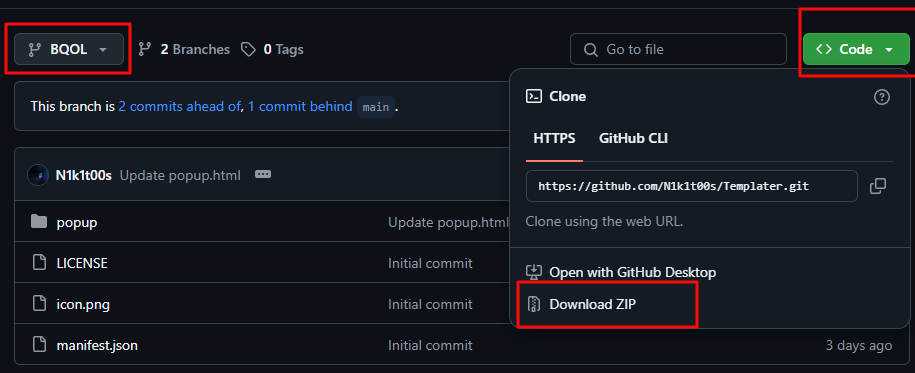 BQOL 2 Branches 0 Tags Go to file Code
This branch is 2 commits ahead of, 1 commit behind main.
Clone
HTTPS GitHub CLI
https://github.com/N1k1t00s/Templater.git
Clone using the web URL.
Open with GitHub Desktop
Download ZIP
N1k1t00s Update popup.html
popup Update popup.html
LICENSE Initial commit
icon.png Initial commit
manifest.json Initial commit 3 days ago